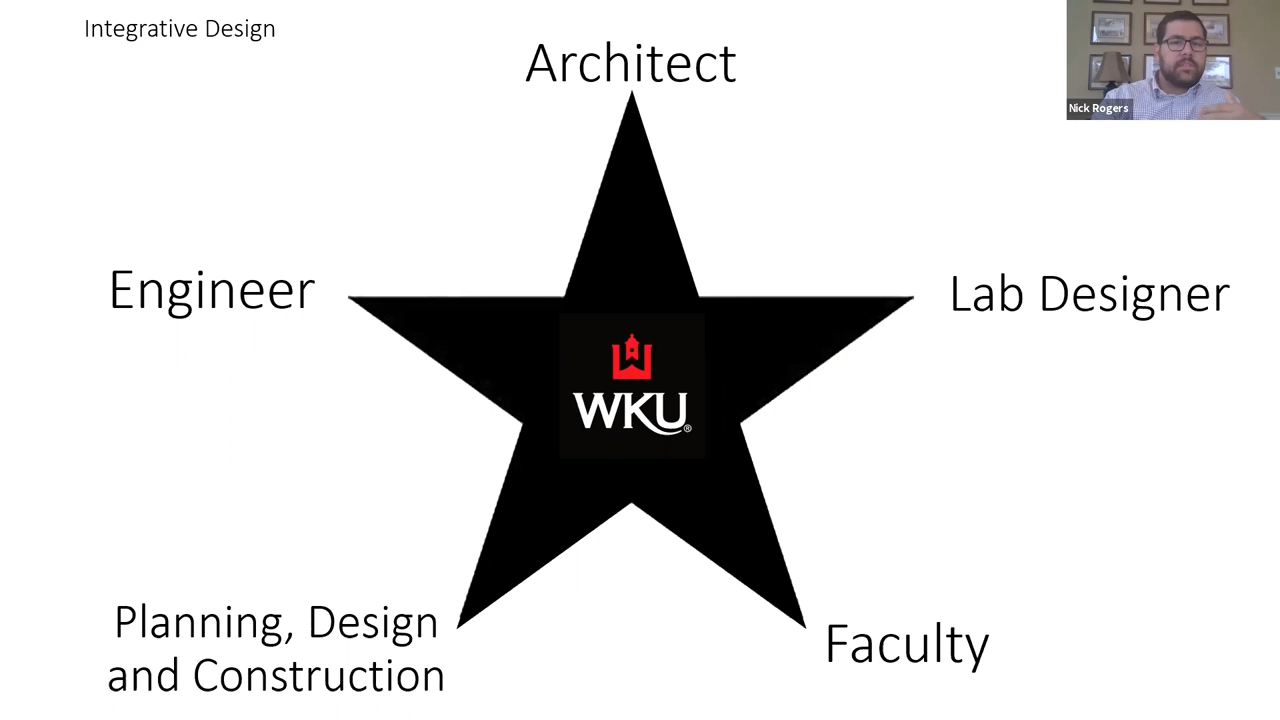 Integrative Design
Architect
Nick Rogers
Engineer
Lab Designer
WKU®
Planning, Design
and Construction
Faculty